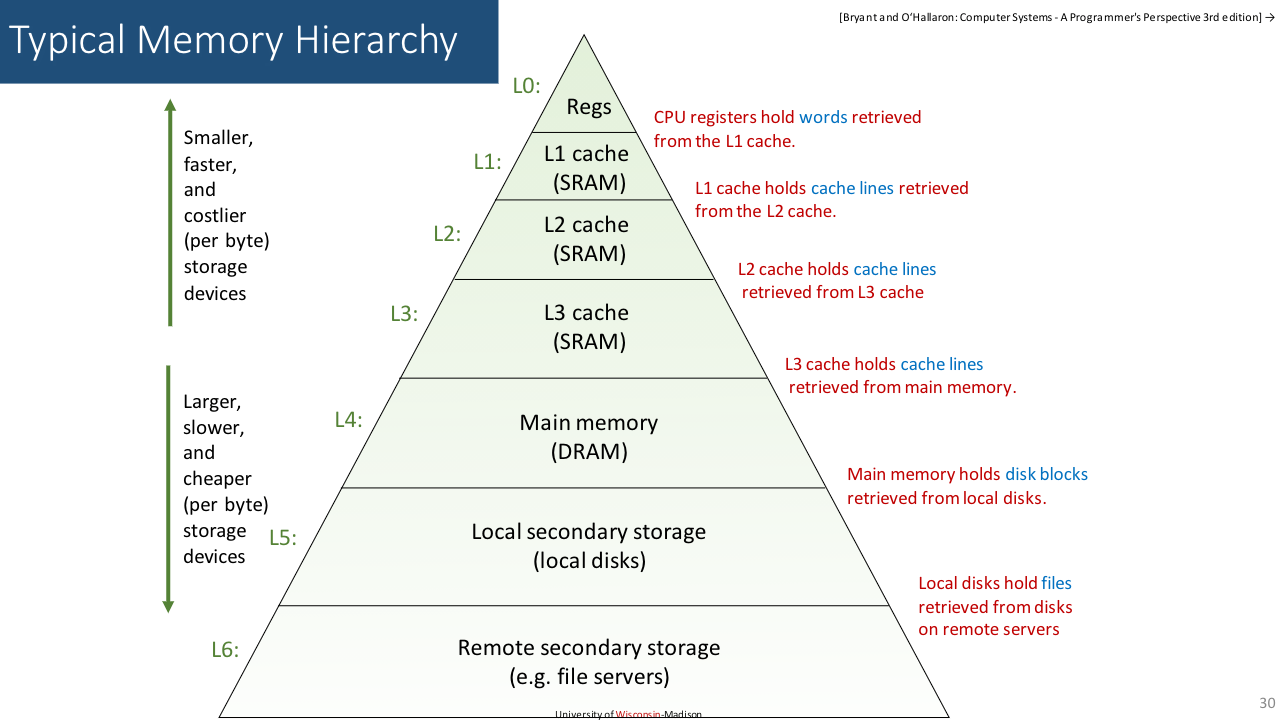 Typical Memory Hierarchy
[Bryant and O'Hallaron: Computer Systems - A Programmer's Perspective 3rd edition] →
Smaller,
faster,
and
costlier
(per byte)
storage
devices
Larger,
slower,
and
cheaper
(per byte)
storage
devices
L0:
Regs
CPU registers hold words retrieved
from the L1 cache.
L1:
L1 cache
(SRAM)
L1 cache holds cache lines retrieved
from the L2 cache.
L2:
L2 cache
(SRAM)
L2 cache holds cache lines
retrieved from L3 cache
L3:
L3 cache
(SRAM)
L3 cache holds cache lines
retrieved from main memory.
L4:
Main memory
(DRAM)
Main memory holds disk blocks
retrieved from local disks.
L5:
Local secondary storage
(local disks)
Local disks hold files
retrieved from disks
on remote servers
L6:
Remote secondary storage
(e.g. file servers)
University of Wisconsin-Madison
30